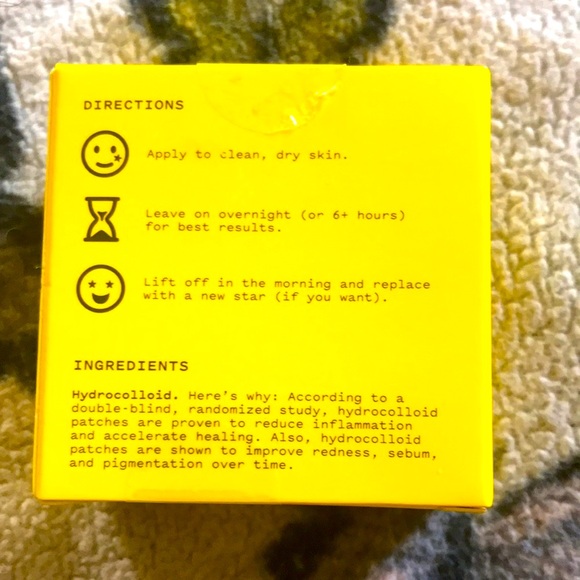 DIRECTIONS
Apply to clean, dry skin.
Leave on overnight (or 6+ hours)
for best results.
Lift off in the morning and replace
with a new star (if you want).
INGREDIENTS
Hydrocolloid. Here's why: According to a
double-blind, randomized study, hydrocolloid
patches are proven to reduce inflammation
and accelerate healing. Also, hydrocolloid
patches are shown to improve redness, sebum,
and pigmentation over time.